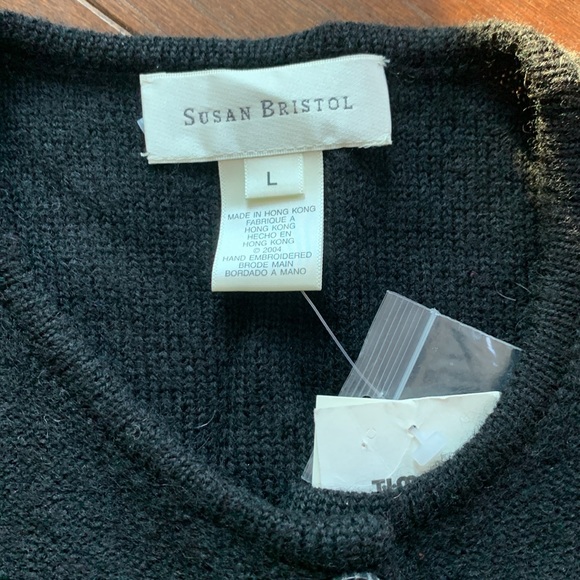 SUSAN BRISTOL
L
MADE IN HONG KONG
FABRIQUE A
HONG KONG
HECHO EN
HONG KONG
© 2004
HAND EMBROIDERED
BRODE MAIN
BORDADO A MANO